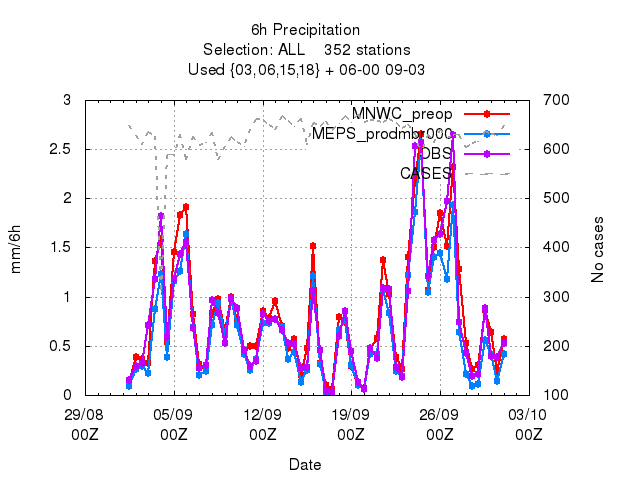 6h Precipitation
Selection: ALL    352 stations
Used {03,06,15,18} + 06-00 09-03
MNWC_preop
MEPS_prodmbr000
OBS
CASES
3
2.5
2
1.5
1
0.5
0
700
600
500
400
300
200
100
mm/6h
No cases
29/08 05/09 12/09 19/09 26/09 03/10
00Z 00Z 00Z 00Z 00Z 00Z
Date